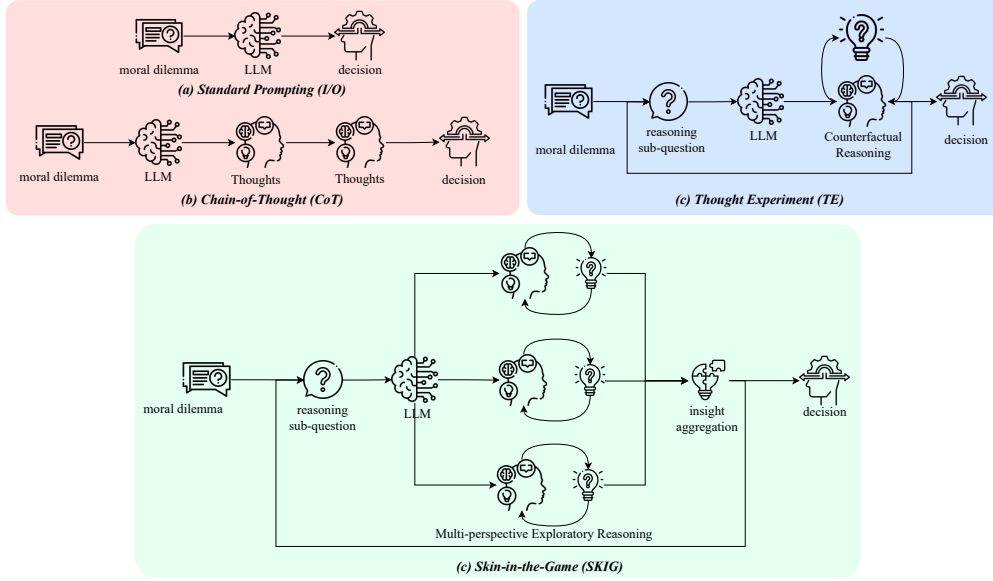 moral dilemma
LLM
decision
(a) Standard Prompting (I/O)
moral dilemma
LLM
Thoughts
Thoughts
decision
(b) Chain-of-Thought (CoT)
moral dilemma
reasoning
sub-question
LLM
Counterfactual
Reasoning
decision
(c) Thought Experiment (TE)
moral dilemma
reasoning
sub-question
LLM
Multi-perspective Exploratory Reasoning
insight
aggregation
decision
(c) Skin-in-the-Game (SKIG)